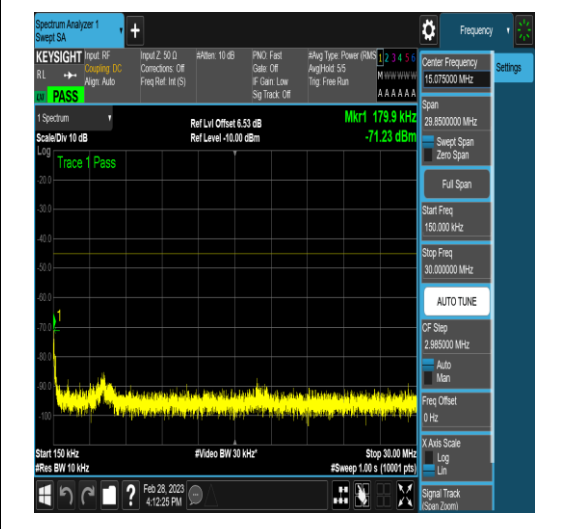 Spectrum Analyzer 1
Swept SA
+
Frequency
KEYSIGHT
RL
PASS
Input: RF
Coupling: DC
Align: Auto
Input Z: 50 Ω
Corrections: Off
Freq Ref: Int (S)
#Atten: 10 dB
PNO: Fast
Gate: Off
IF Gain: Low
Sig Track: Off
#Avg Type: Power (RMS
Avg|Hold: 5/5
Trig: Free Run
1 2 3 4 5 6
M W W W W W
A A A A A A
1 Spectrum
Scale/Div 10 dB
Ref Lvl Offset 6.53 dB
Ref Level -10.00 dBm
Mkr1 179.9 kHz
-71.23 dBm
Log
Trace 1 Pass
-20.0
-30.0
-40.0
-50.0
-60.0
-70.0
-80.0
-90.0
-100
1
Start 150 kHz
#Res BW 10 kHz
#Video BW 30 kHz*
Stop 30.00 MHz
#Sweep 1.00 s (10001 pts)
Feb 28, 2023
4:12:25 PM
?
Center Frequency
15.075000 MHz
Span
29.8500000 MHz
Swept Span
Zero Span
Full Span
Start Freq
150.000 kHz
Stop Freq
30.000000 MHz
AUTO TUNE
CF Step
2.985000 MHz
Auto
Man
Freq Offset
0 Hz
X Axis Scale
Log
Lin
Signal Track
(Span Zoom)
Settings